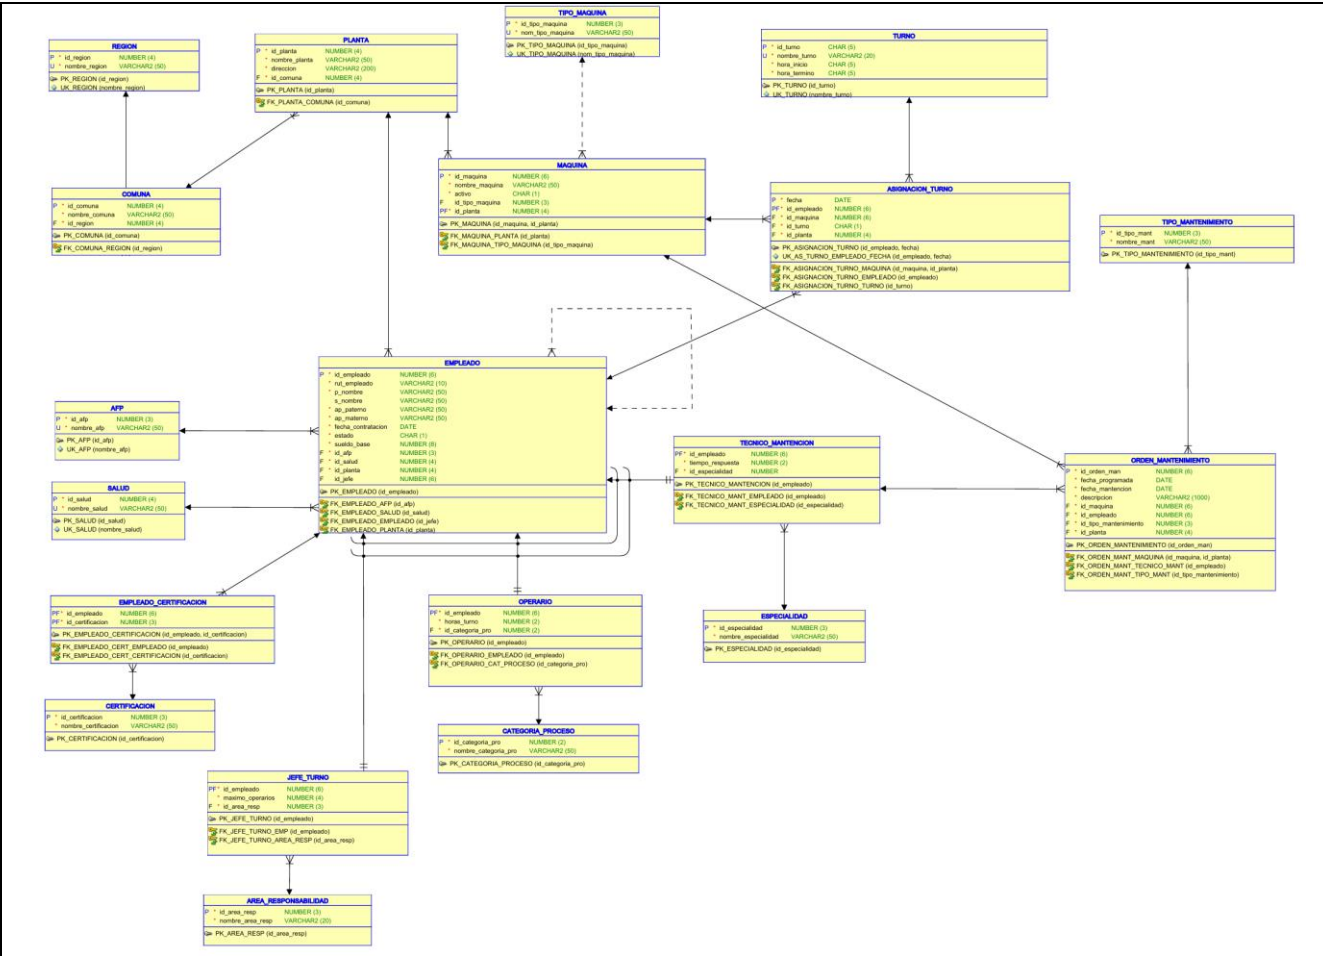 REGION
P * id_region NUMBER (4)
U * nombre_region VARCHAR2 (50)
PK_REGION (id_region)
UK_REGION (nombre_region)
PLANTA
P * id_planta NUMBER (4)
* nombre_planta VARCHAR2 (50)
* direccion VARCHAR2 (200)
F * id_comuna NUMBER (4)
PK_PLANTA (id_planta)
FK_PLANTA_COMUNA (id_comuna)
TIPO_MAQUINA
P * id_tipo_maquina NUMBER (3)
U * nom_tipo_maquina VARCHAR2 (50)
PK_TIPO_MAQUINA (id_tipo_maquina)
UK_TIPO_MAQUINA (nom_tipo_maquina)
TURNO
P * id_turno CHAR (5)
U * nombre_turno VARCHAR2 (20)
* hora_inicio CHAR (5)
* hora_termino CHAR (5)
PK_TURNO (id_turno)
UK_TURNO (nombre_turno)
COMUNA
P * id_comuna NUMBER (4)
* nombre_comuna VARCHAR2 (50)
F * id_region NUMBER (4)
PK_COMUNA (id_comuna)
FK_COMUNA_REGION (id_region)
MAQUINA
P * id_maquina NUMBER (6)
* nombre_maquina VARCHAR2 (50)
* activo CHAR (1)
F id_tipo_maquina NUMBER (3)
PF* id_planta NUMBER (4)
PK_MAQUINA (id_maquina, id_planta)
FK_MAQUINA_PLANTA (id_planta)
FK_MAQUINA_TIPO_MAQUINA (id_tipo_maquina)
ASIGNACION_TURNO
P * fecha DATE
PF* id_empleado NUMBER (6)
F * id_maquina NUMBER (6)
F * id_turno CHAR (1)
F * id_planta NUMBER (4)
PK_ASIGNACION_TURNO (id_empleado, fecha)
UK_AS_TURNO_EMPLEADO_FECHA (id_empleado, fecha)
FK_ASIGNACION_TURNO_MAQUINA (id_maquina, id_planta)
FK_ASIGNACION_TURNO_EMPLEADO (id_empleado)
FK_ASIGNACION_TURNO_TURNO (id_turno)
TIPO_MANTENIMIENTO
P * id_tipo_mant NUMBER (3)
* nombre_mant VARCHAR2 (50)
PK_TIPO_MANTENIMIENTO (id_tipo_mant)
EMPLEADO
P * id_empleado NUMBER (6)
* rut_empleado VARCHAR2 (10)
* p_nombre VARCHAR2 (50)
s_nombre VARCHAR2 (50)
* ap_paterno VARCHAR2 (50)
* ap_materno VARCHAR2 (50)
* fecha_contratacion DATE
* estado CHAR (1)
* sueldo_base NUMBER (8)
F * id_afp NUMBER (3)
F * id_salud NUMBER (4)
F * id_planta NUMBER (4)
F id_jefe NUMBER (6)
PK_EMPLEADO (id_empleado)
FK_EMPLEADO_AFP (id_afp)
FK_EMPLEADO_SALUD (id_salud)
FK_EMPLEADO_EMPLEADO (id_jefe)
FK_EMPLEADO_PLANTA (id_planta)
AFP
P * id_afp NUMBER (3)
U * nombre_afp VARCHAR2 (50)
PK_AFP (id_afp)
UK_AFP (nombre_afp)
SALUD
P * id_salud NUMBER (4)
U * nombre_salud VARCHAR2 (50)
PK_SALUD (id_salud)
UK_SALUD (nombre_salud)
TECNICO_MANTENCION
PF* id_empleado NUMBER (6)
* tiempo_respuesta NUMBER (2)
F * id_especialidad NUMBER
PK_TECNICO_MANTENCION (id_empleado)
FK_TECNICO_MANT_EMPLEADO (id_empleado)
FK_TECNICO_MANT_ESPECIALIDAD (id_especialidad)
ORDEN_MANTENIMIENTO
P * id_orden_man NUMBER (6)
* fecha_programada DATE
* fecha_mantencion DATE
* descripcion VARCHAR2 (1000)
F * id_maquina NUMBER (6)
F * id_empleado NUMBER (6)
F * id_tipo_mantenimiento NUMBER (3)
F * id_planta NUMBER (4)
PK_ORDEN_MANTENIMIENTO (id_orden_man)
FK_ORDEN_MANT_MAQUINA (id_maquina, id_planta)
FK_ORDEN_MANT_TECNICO_MANT (id_empleado)
FK_ORDEN_MANT_TIPO_MANT (id_tipo_mantenimiento)
EMPLEADO_CERTIFICACION
PF* id_empleado NUMBER (6)
PF* id_certificacion NUMBER (3)
PK_EMPLEADO_CERTIFICACION (id_empleado, id_certificacion)
FK_EMPLEADO_CERT_EMPLEADO (id_empleado)
FK_EMPLEADO_CERT_CERTIFICACION (id_certificacion)
OPERARIO
PF* id_empleado NUMBER (6)
* horas_turno NUMBER (2)
F * id_categoria_pro NUMBER (2)
PK_OPERARIO (id_empleado)
FK_OPERARIO_EMPLEADO (id_empleado)
FK_OPERARIO_CAT_PROCESO (id_categoria_pro)
ESPECIALIDAD
P * id_especialidad NUMBER (3)
* nombre_especialidad VARCHAR2 (50)
PK_ESPECIALIDAD (id_especialidad)
CERTIFICACION
P * id_certificacion NUMBER (3)
* nombre_certificacion VARCHAR2 (50)
PK_CERTIFICACION (id_certificacion)
CATEGORIA_PROCESO
P * id_categoria_pro NUMBER (2)
* nombre_categoria_pro VARCHAR2 (50)
PK_CATEGORIA_PROCESO (id_categoria_pro)
JEFE_TURNO
PF* id_empleado NUMBER (6)
* maximo_operarios NUMBER (4)
F * id_area_resp NUMBER (3)
PK_JEFE_TURNO (id_empleado)
FK_JEFE_TURNO_EMP (id_empleado)
FK_JEFE_TURNO_AREA_RESP (id_area_resp)
AREA_RESPONSABILIDAD
P * id_area_resp NUMBER (3)
* nombre_area_resp VARCHAR2 (20)
PK_AREA_RESP (id_area_resp)